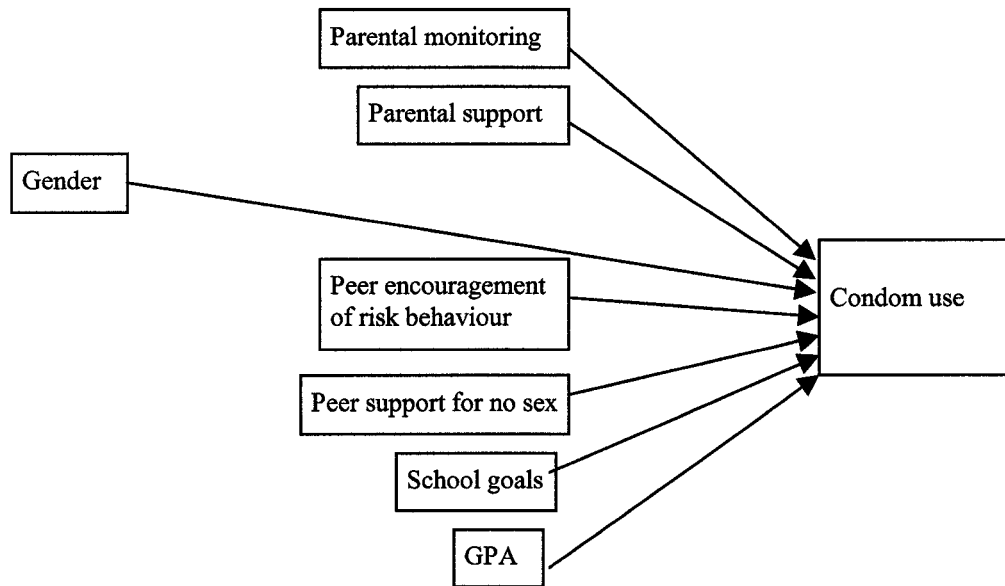 Parental monitoring
Parental support
Gender
Peer encouragement
of risk behaviour
Condom use
Peer support for no sex
School goals
GPA